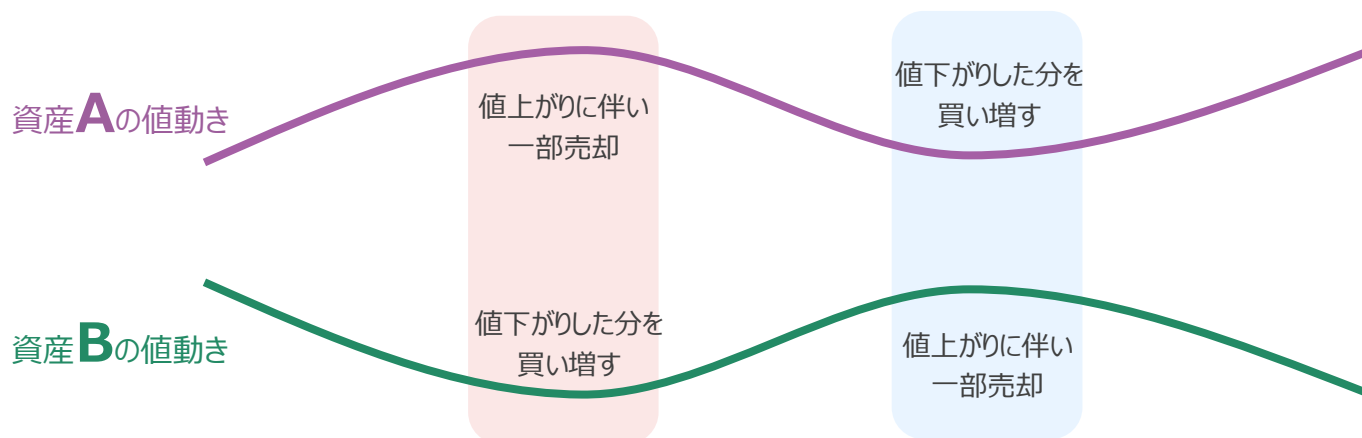 資産Aの値動き
値上がりに伴い
一部売却
値下がりした分を
買い増す
資産Bの値動き
値下がりした分を
買い増す
値上がりに伴い
一部売却